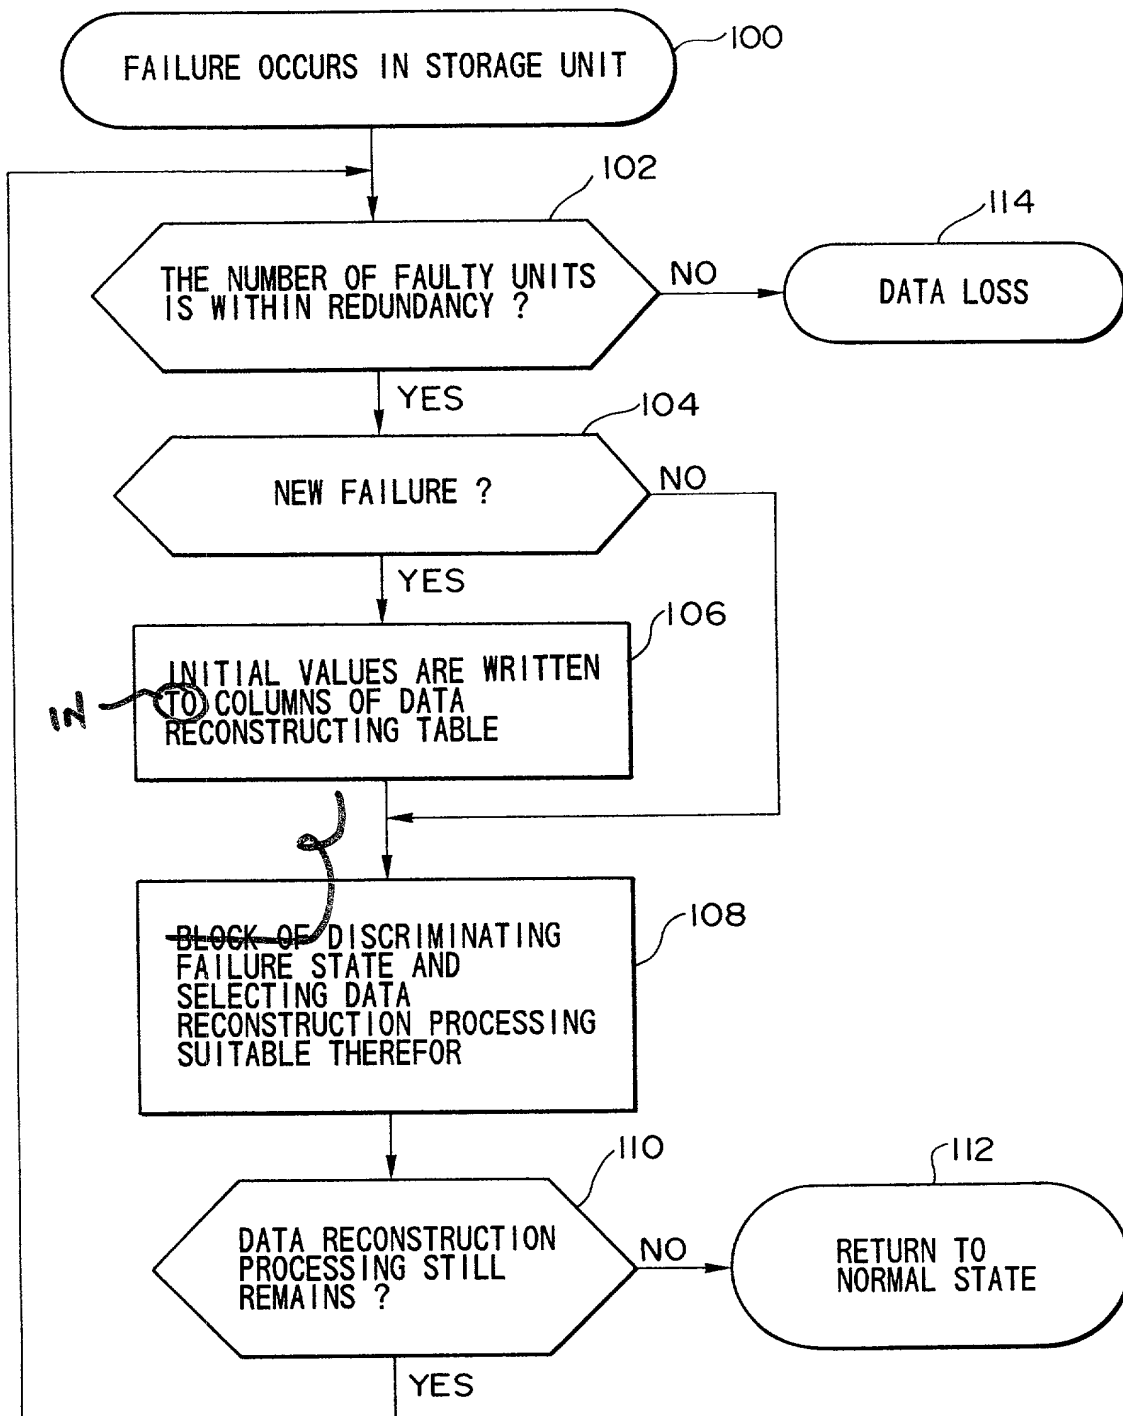 FAILURE OCCURS IN STORAGE UNIT
100
102
THE NUMBER OF FAULTY UNITS
IS WITHIN REDUNDANCY ?
NO
114
DATA LOSS
YES
104
NEW FAILURE ?
NO
YES
106
INITIAL VALUES ARE WRITTEN
IN
TO COLUMNS OF DATA
RECONSTRUCTING TABLE
108
BLOCK OF DISCRIMINATING
FAILURE STATE AND
SELECTING DATA
RECONSTRUCTION PROCESSING
SUITABLE THEREFOR
110
DATA RECONSTRUCTION
PROCESSING STILL
REMAINS ?
NO
112
RETURN TO
NORMAL STATE
YES